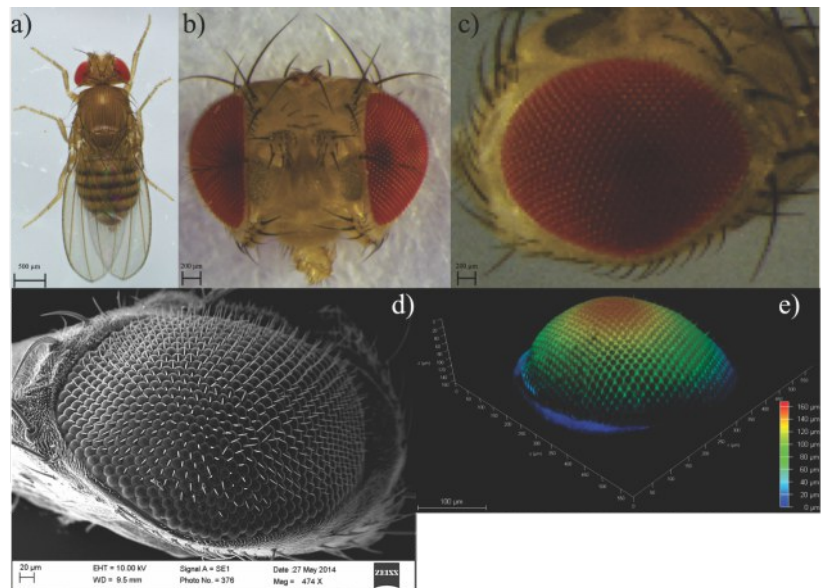 a)
b)
c)
500 µm
200 µm
200 µm
d)
e)
160 µm
140 µm
120 µm
100 µm
80 µm
60 µm
40 µm
20 µm
0 µm
100 µm
20 µm
EHT = 10.00 kV
Signal A = SE1
Date :27 May 2014
WD = 9.5 mm
Photo No. = 376
Mag = 474 X
ZEISS